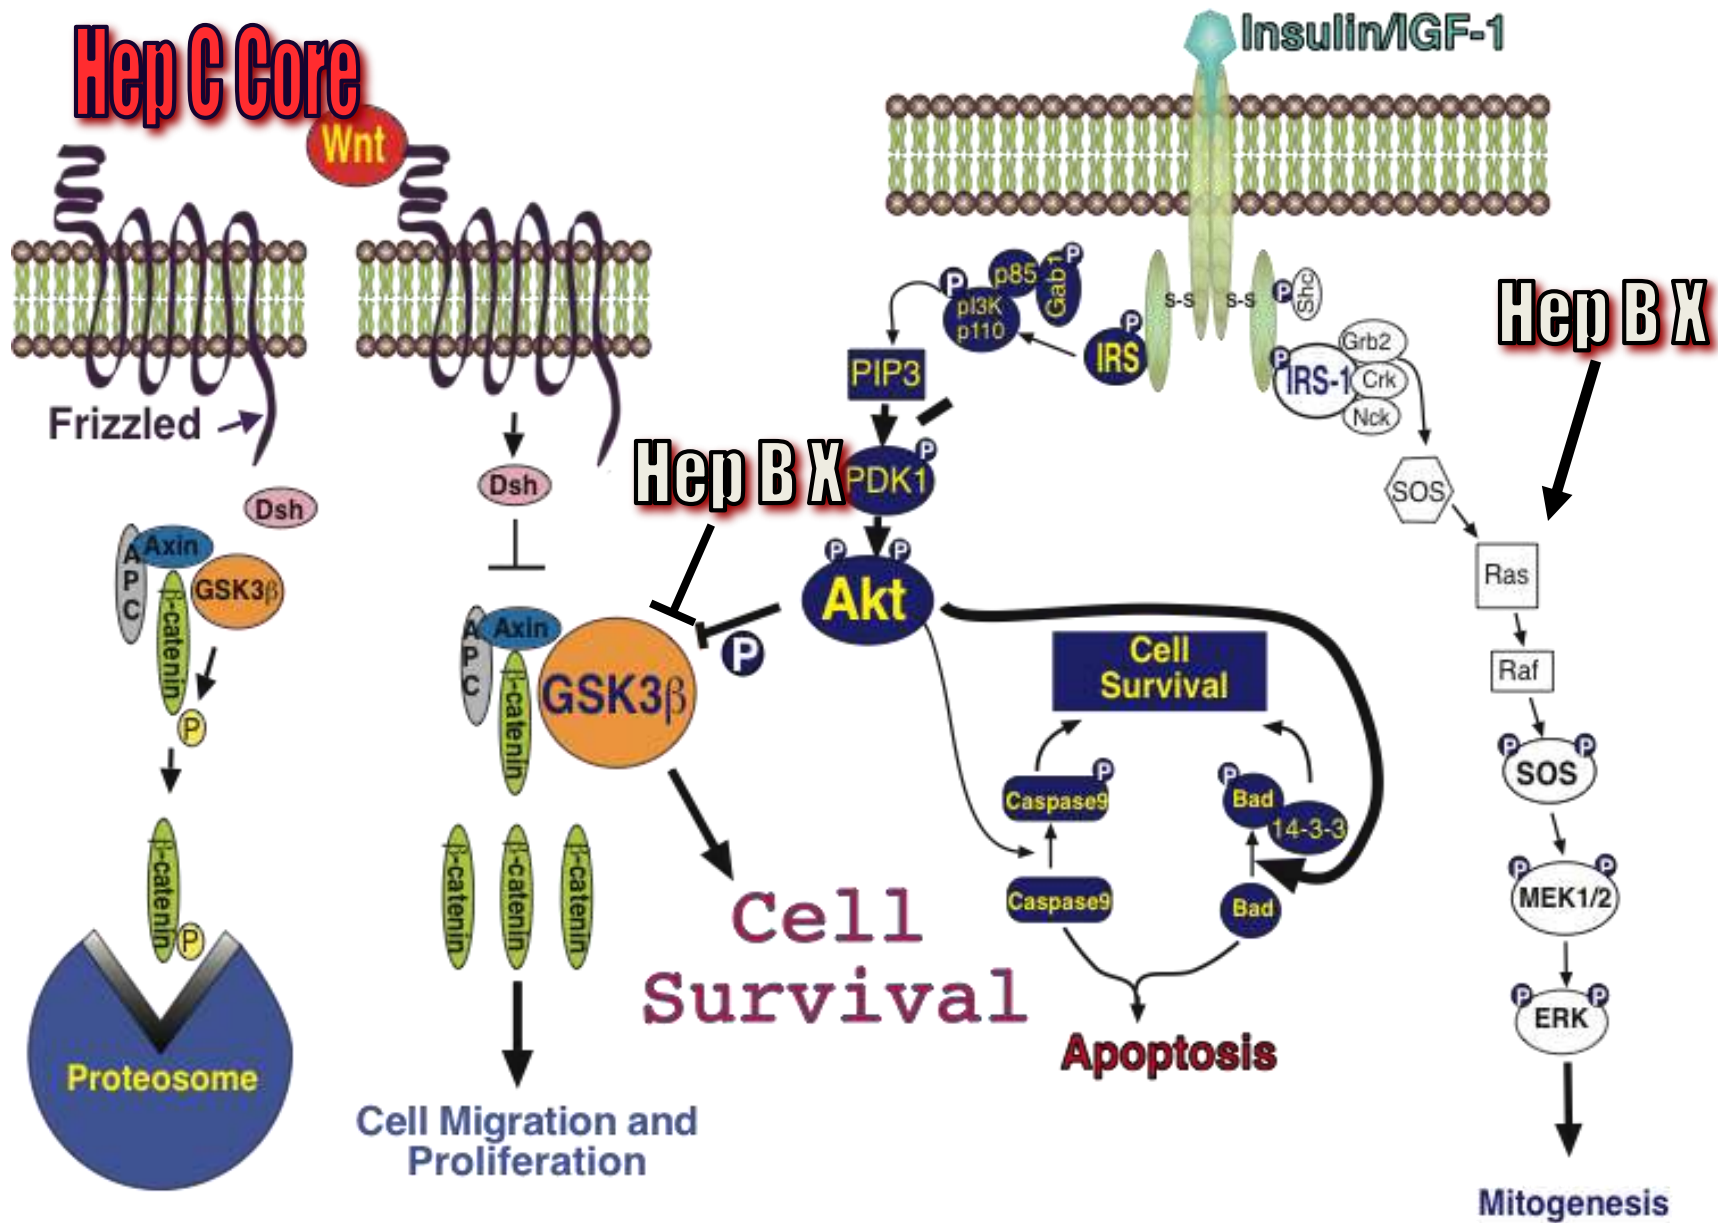 Hep C Core
Wnt
Frizzled
Dsh
APC
Axin
GSK3β
β-catenin
P
β-catenin
P
Proteosome
Dsh
APC
Axin
GSK3β
β-catenin
β-catenin
β-catenin
β-catenin
Cell Migration and
Proliferation
Cell
Survival
Hep B X
P
Insulin/IGF-1
S-S
S-S
P
Shc
P
IRS
P
Gab1
p85
P
pI3K
p110
PIP3
P
PDK1
P
P
Akt
Cell
Survival
P
Caspase9
Caspase9
P
Bad
14-3-3
Bad
Apoptosis
P
IRS-1
Grb2
Crk
Nck
SOS
Hep B X
Ras
Raf
P
P
SOS
P
P
MEK1/2
P
P
ERK
Mitogenesis